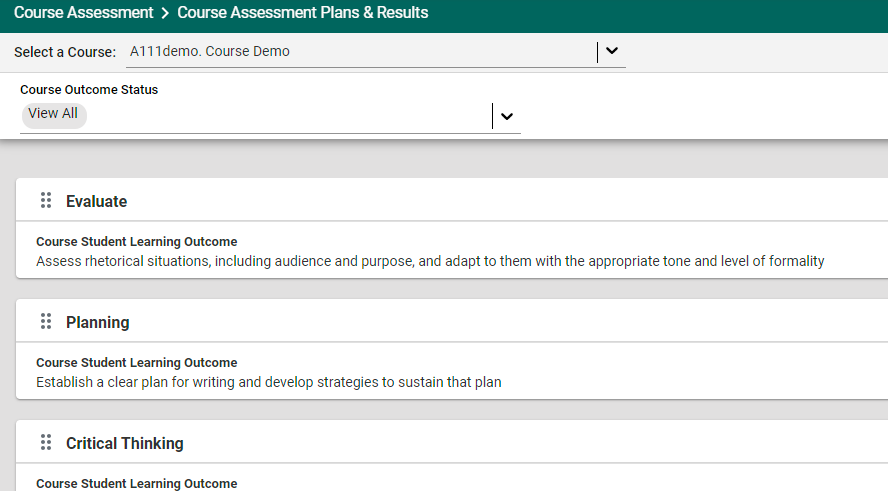 Course Assessment > Course Assessment Plans & Results
Select a Course: A111demo. Course Demo
Course Outcome Status
View All
Evaluate
Course Student Learning Outcome
Assess rhetorical situations, including audience and purpose, and adapt to them with the appropriate tone and level of formality
Planning
Course Student Learning Outcome
Establish a clear plan for writing and develop strategies to sustain that plan
Critical Thinking
Course Student Learning Outcome